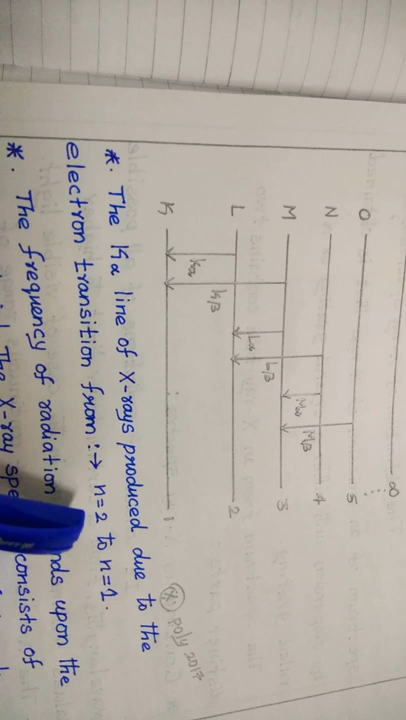 ∞
O 5
N 4
Mα Mβ
M 3
Lα Lβ
L 2
Kα Kβ
K 1
(x) Poly 2017
*. The Kα line of X-rays produced due to the
electron transition from :→ n=2 to n=1.
*. The frequency of radiation upon the
X-ray consists of